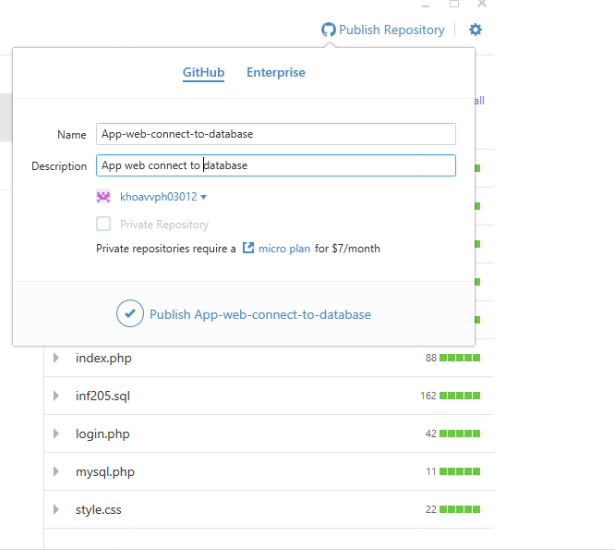 Publish Repository
GitHub Enterprise
all
Name App-web-connect-to-database
Description App web connect to database
khoavvph03012
Private Repository
Private repositories require a micro plan for $7/month
Publish App-web-connect-to-database
index.php 88
inf205.sql 162
login.php 42
mysql.php 11
style.css 22